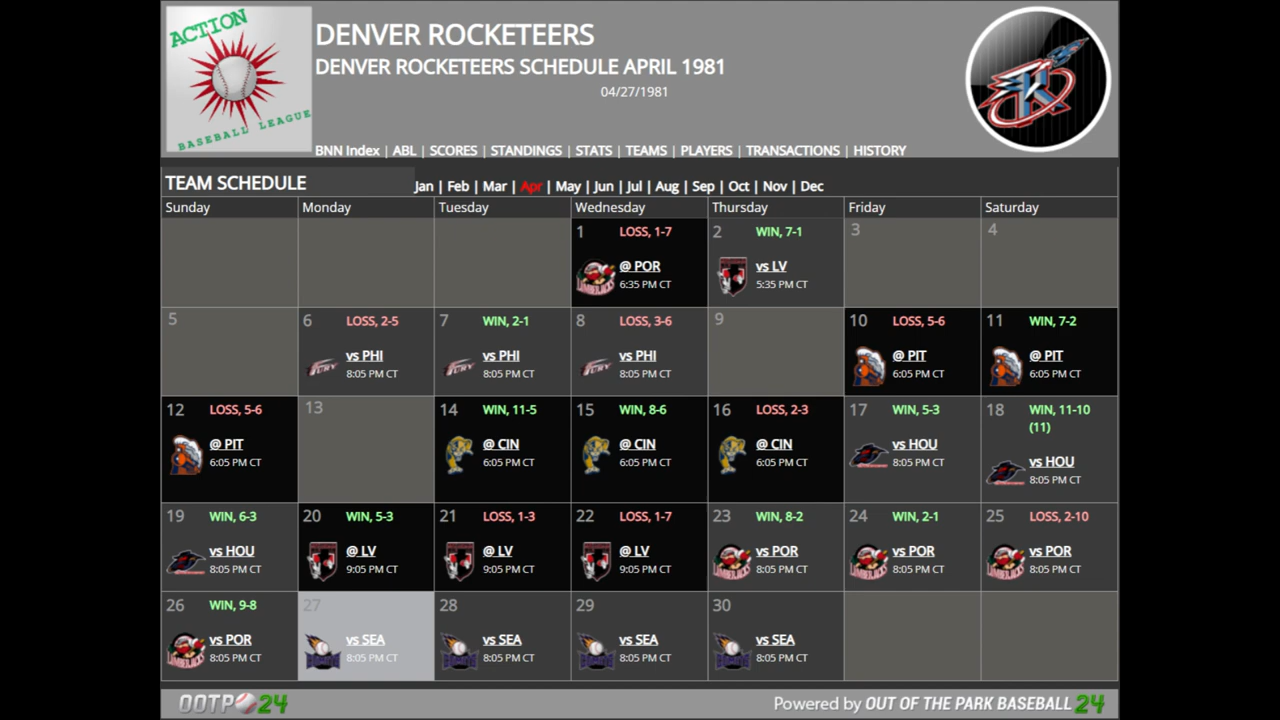 ACTION
BASEBALL LEAGUE
DENVER ROCKETEERS
DENVER ROCKETEERS SCHEDULE APRIL 1981
04/27/1981
BNN Index | ABL | SCORES | STANDINGS | STATS | TEAMS | PLAYERS | TRANSACTIONS | HISTORY
TEAM SCHEDULE
Jan | Feb | Mar | Apr | May | Jun | Jul | Aug | Sep | Oct | Nov | Dec
Sunday Monday Tuesday Wednesday Thursday Friday Saturday
1 LOSS, 1-7
@ POR
6:35 PM CT
2 WIN, 7-1
vs LV
5:35 PM CT
3
4
5
6 LOSS, 2-5
vs PHI
8:05 PM CT
7 WIN, 2-1
vs PHI
8:05 PM CT
8 LOSS, 3-6
vs PHI
8:05 PM CT
9
10 LOSS, 5-6
@ PIT
6:05 PM CT
11 WIN, 7-2
@ PIT
6:05 PM CT
12 LOSS, 5-6
@ PIT
6:05 PM CT
13
14 WIN, 11-5
@ CIN
6:05 PM CT
15 WIN, 8-6
@ CIN
6:05 PM CT
16 LOSS, 2-3
@ CIN
6:05 PM CT
17 WIN, 5-3
vs HOU
8:05 PM CT
18 WIN, 11-10
(11)
vs HOU
8:05 PM CT
19 WIN, 6-3
vs HOU
8:05 PM CT
20 WIN, 5-3
@ LV
9:05 PM CT
21 LOSS, 1-3
@ LV
9:05 PM CT
22 LOSS, 1-7
@ LV
9:05 PM CT
23 WIN, 8-2
vs POR
8:05 PM CT
24 WIN, 2-1
vs POR
8:05 PM CT
25 LOSS, 2-10
vs POR
8:05 PM CT
26 WIN, 9-8
vs POR
8:05 PM CT
27
vs SEA
8:05 PM CT
28
vs SEA
8:05 PM CT
29
vs SEA
8:05 PM CT
30
vs SEA
8:05 PM CT
OOTP 24
Powered by OUT OF THE PARK BASEBALL 24